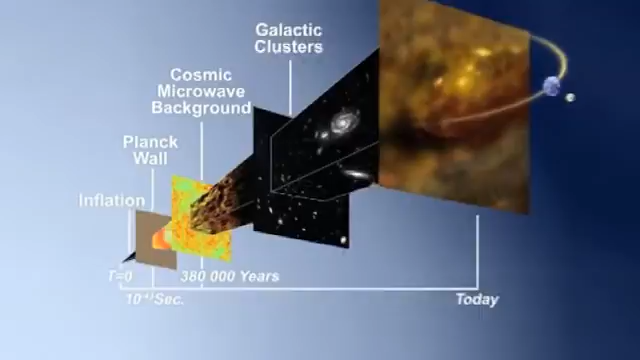 Galactic
Clusters
Cosmic
Microwave
Background
Planck
Wall
Inflation
T=0
380 000 Years
Sec.
Today